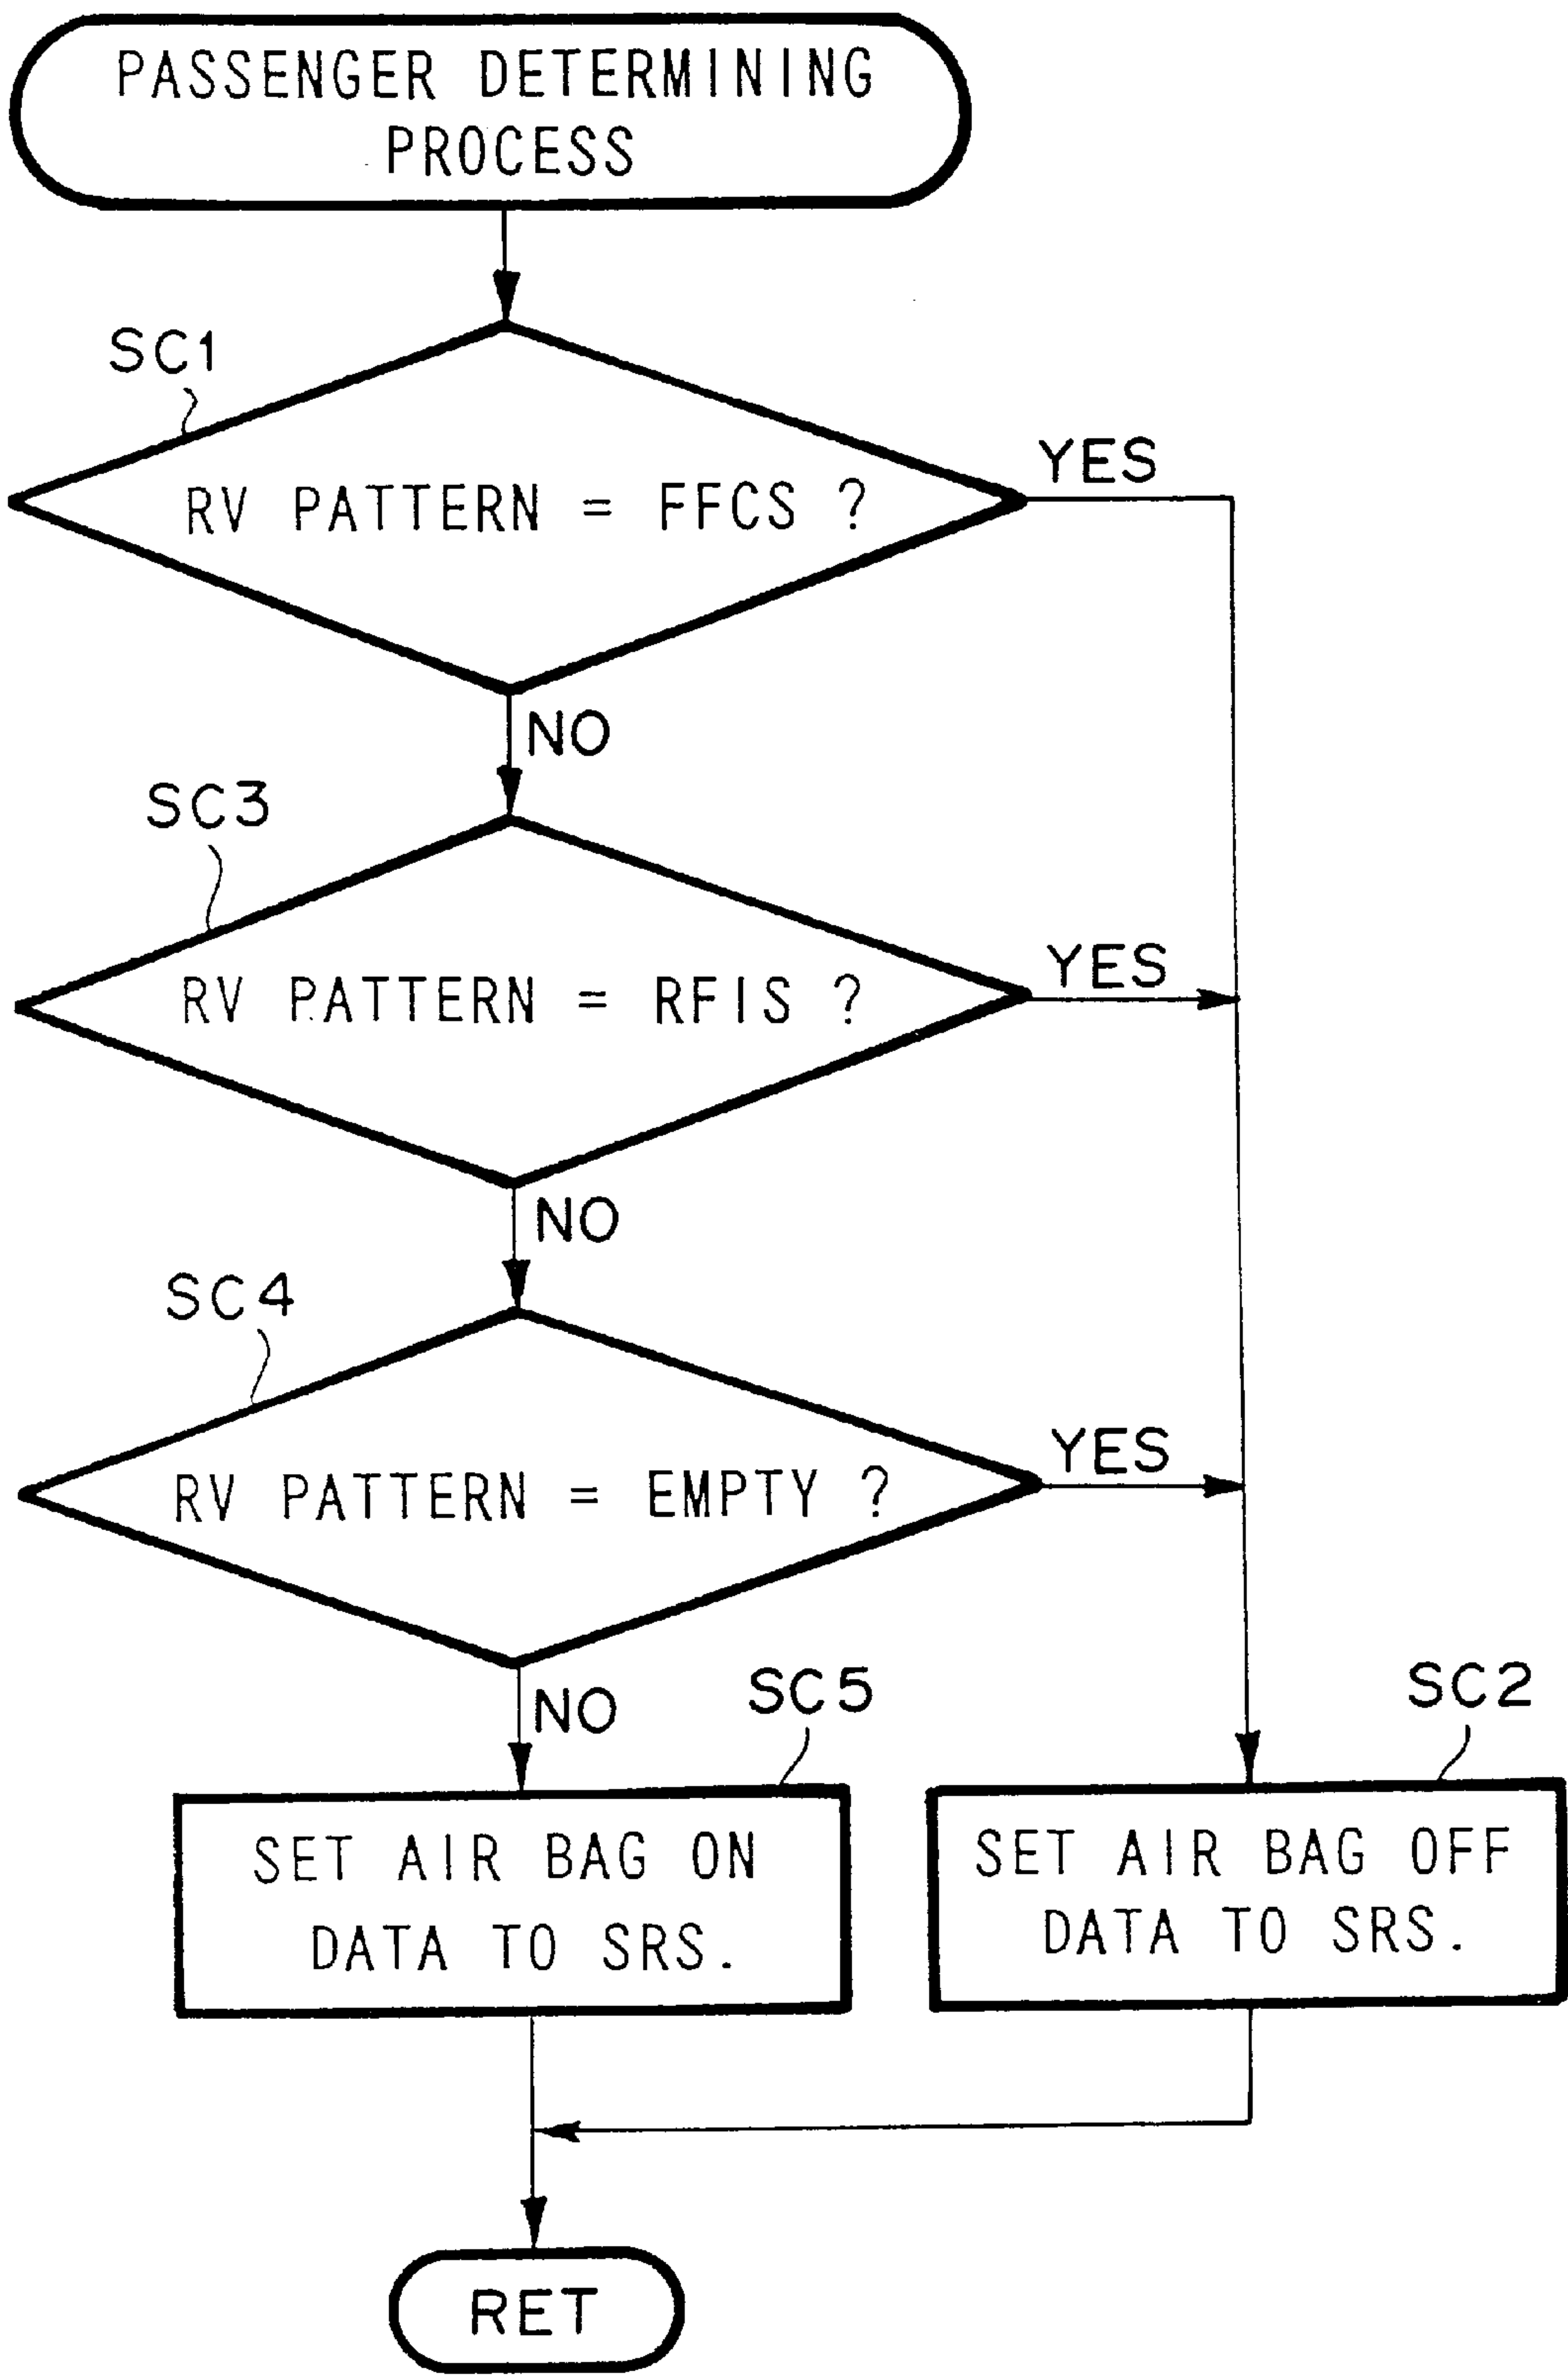 PASSENGER DETERMINING
PROCESS
SC1
RV PATTERN = FFCS ?
YES
NO
SC3
RV PATTERN = RFIS ?
YES
NO
SC4
RV PATTERN = EMPTY ?
YES
NO
SC5
SET AIR BAG ON
DATA TO SRS.
SC2
SET AIR BAG OFF
DATA TO SRS.
RET